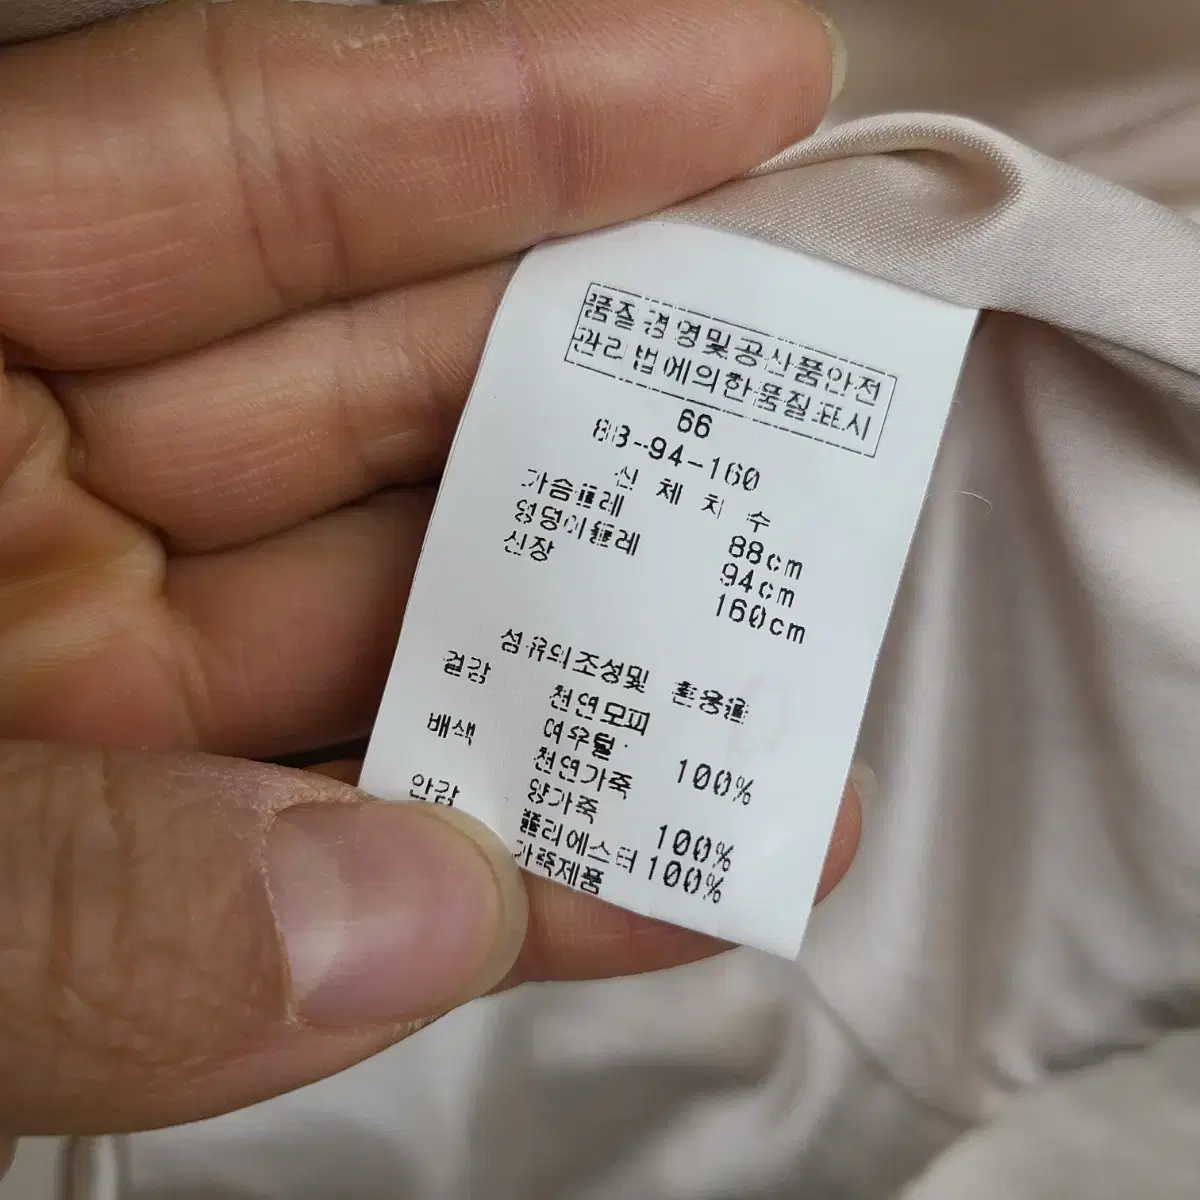 품질경영및공산품안전
관리법에의한품질표시
66
88-94-160
신 체 치 수
가슴둘레 88cm
엉덩이둘레 94cm
신장 160cm
섬유의조성및 혼용율
겉감 천연모피
여우털 100%
배색 천연가죽
양가죽 100%
안감 폴리에스터 100%
가죽제품